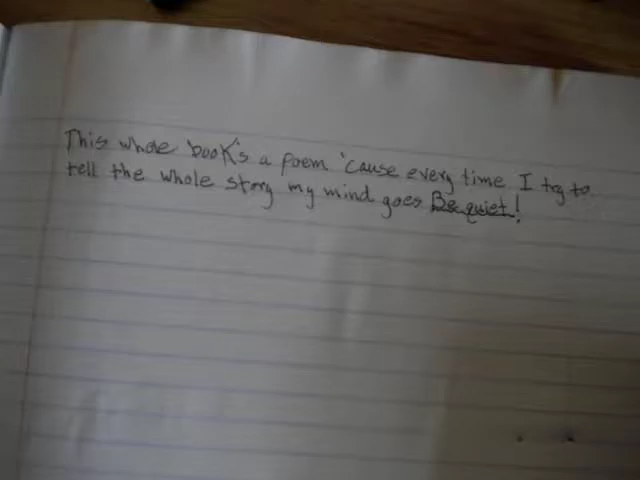 This whole book's a poem 'cause every time I try to
tell the whole story my mind goes Be quiet!